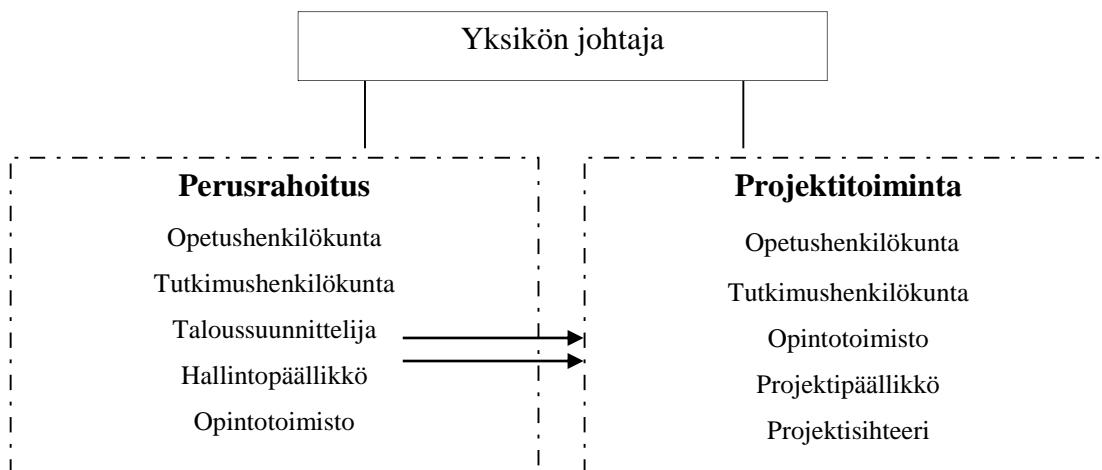 Yksikön johtaja
Perusrahoitus
Opetushenkilökunta
Tutkimushenkilökunta
Taloussuunnittelija
Hallintopäällikkö
Opintotoimisto
Projektitoiminta
Opetushenkilökunta
Tutkimushenkilökunta
Opintotoimisto
Projektipäällikkö
Projektisihteeri